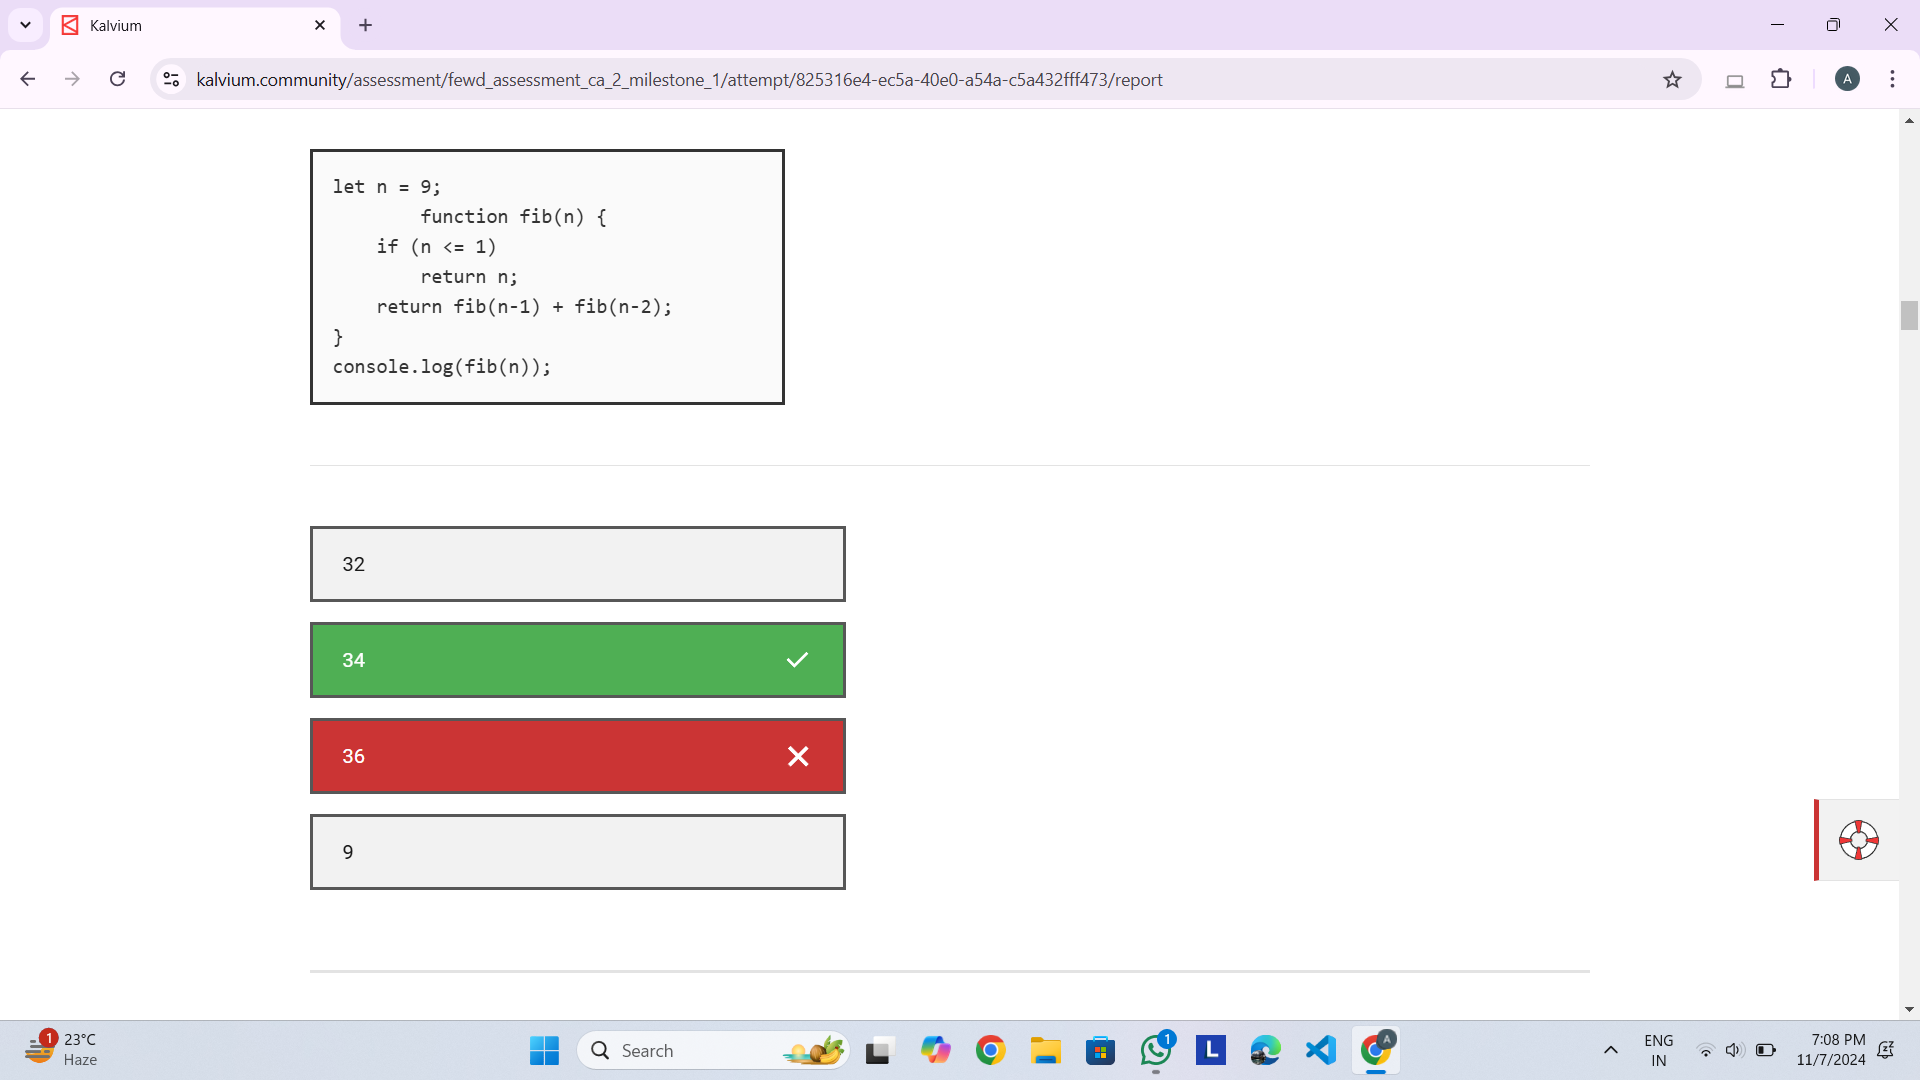 Kalvium
kalvium.community/assessment/fewd_assessment_ca_2_milestone_1/attempt/825316e4-ec5a-40e0-a54a-c5a432fff473/report
A
let n = 9;
        function fib(n) {
    if (n <= 1)
        return n;
    return fib(n-1) + fib(n-2);
}
console.log(fib(n));
32
34
36
9
1
23°C
Haze
Search
1
L
A
ENG
IN
7:08 PM
11/7/2024